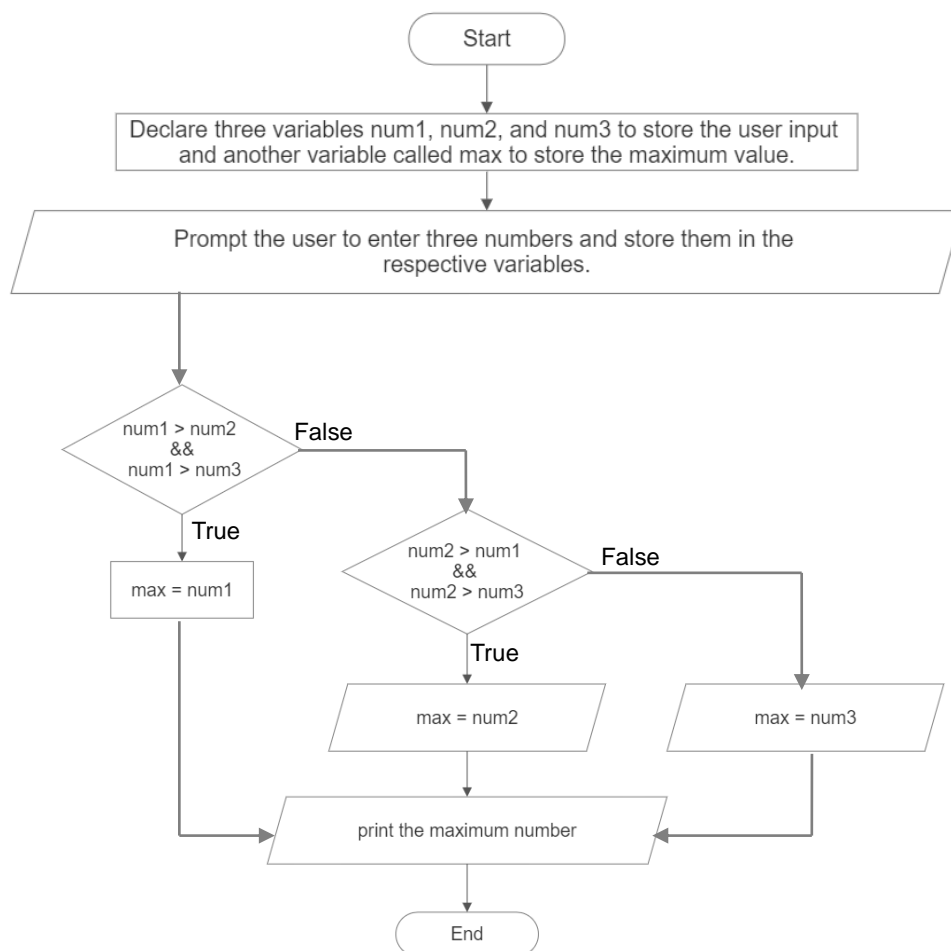 Start
Declare three variables num1, num2, and num3 to store the user input
and another variable called max to store the maximum value.
Prompt the user to enter three numbers and store them in the
respective variables.
num1 > num2
&&
num1 > num3
False
True
max = num1
num2 > num1
&&
num2 > num3
False
True
max = num2
max = num3
print the maximum number
End